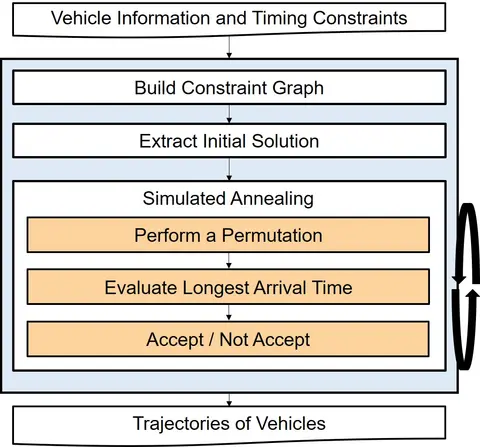 Vehicle Information and Timing Constraints
Build Constraint Graph
Extract Initial Solution
Simulated Annealing
Perform a Permutation
Evaluate Longest Arrival Time
Accept / Not Accept
Trajectories of Vehicles